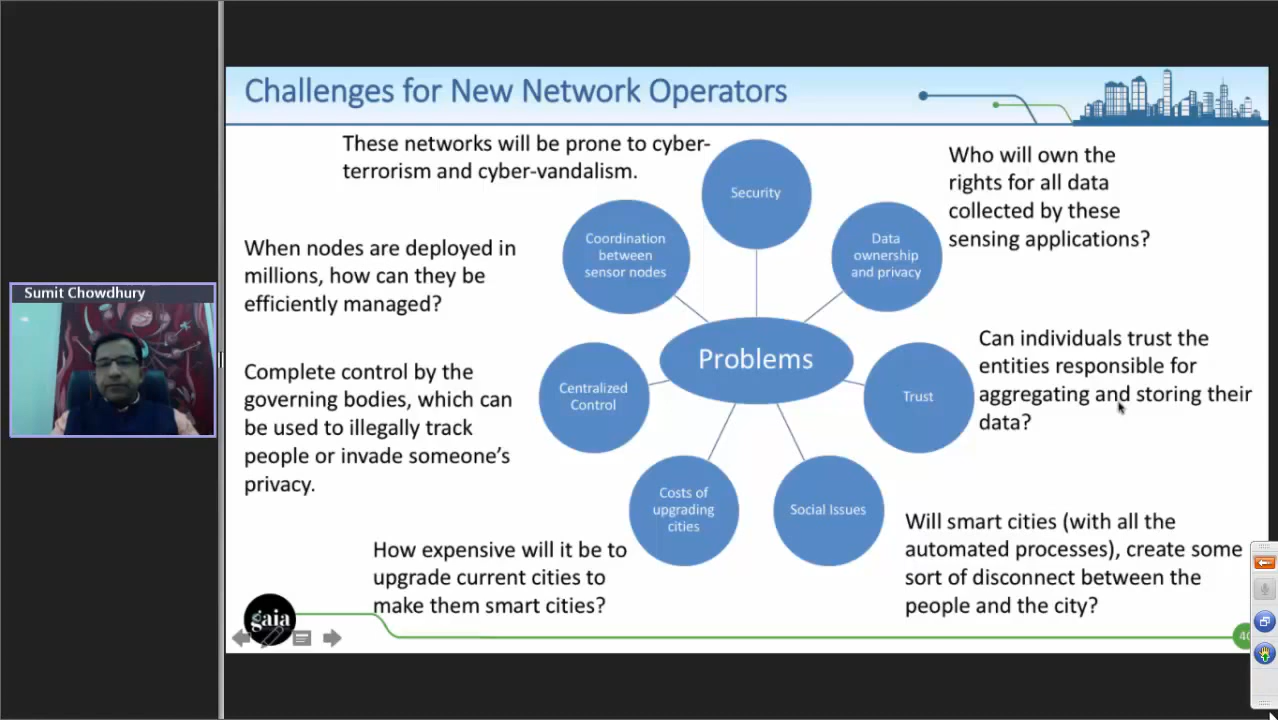 Sumit Chowdhury
Challenges for New Network Operators
These networks will be prone to cyber-
terrorism and cyber-vandalism.
Security
Who will own the
rights for all data
collected by these
sensing applications?
Data
ownership
and privacy
Coordination
between
sensor nodes
When nodes are deployed in
millions, how can they be
efficiently managed?
Problems
Can individuals trust the
entities responsible for
aggregating and storing their
data?
Trust
Centralized
Control
Complete control by the
governing bodies, which can
be used to illegally track
people or invade someone's
privacy.
Costs of
upgrading
cities
How expensive will it be to
upgrade current cities to
make them smart cities?
Social Issues
Will smart cities (with all the
automated processes), create some
sort of disconnect between the
people and the city?
gaia